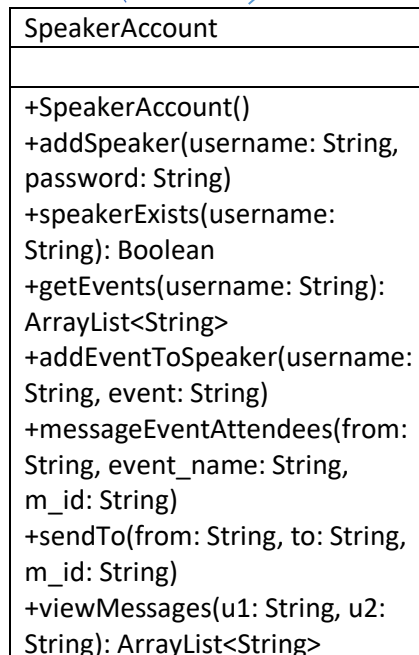 SpeakerAccount
+SpeakerAccount()
+addSpeaker(username: String,
password: String)
+speakerExists(username:
String): Boolean
+getEvents(username: String):
ArrayList<String>
+addEventToSpeaker(username:
String, event: String)
+messageEventAttendees(from:
String, event_name: String,
m_id: String)
+sendTo(from: String, to: String,
m_id: String)
+viewMessages(u1: String, u2:
String): ArrayList<String>